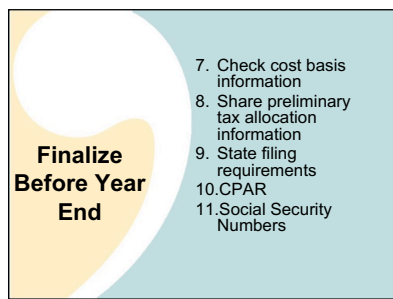 Finalize
Before Year
End
7. Check cost basis
information
8. Share preliminary
tax allocation
information
9. State filing
requirements
10.CPAR
11.Social Security
Numbers